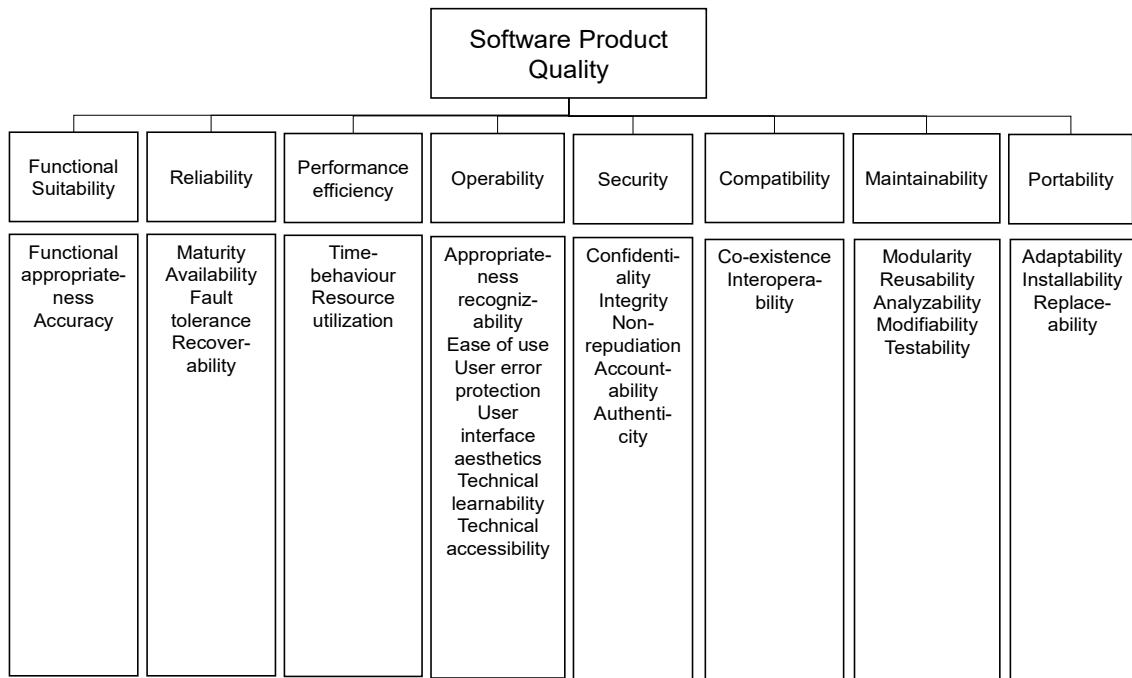 Software Product
Quality
Functional
Suitability
Reliability
Performance
efficiency
Operability
Security
Compatibility
Maintainability
Portability
Functional
appropriate-
ness
Accuracy
Maturity
Availability
Fault
tolerance
Recover-
ability
Time-
behaviour
Resource
utilization
Appropriate-
ness
recogniz-
ability
Ease of use
User error
protection
User
interface
aesthetics
Technical
learnability
Technical
accessibility
Confidenti-
ality
Integrity
Non-
repudiation
Account-
ability
Authenti-
city
Co-existence
Interopera-
bility
Modularity
Reusability
Analyzability
Modifiability
Testability
Adaptability
Installability
Replace-
ability